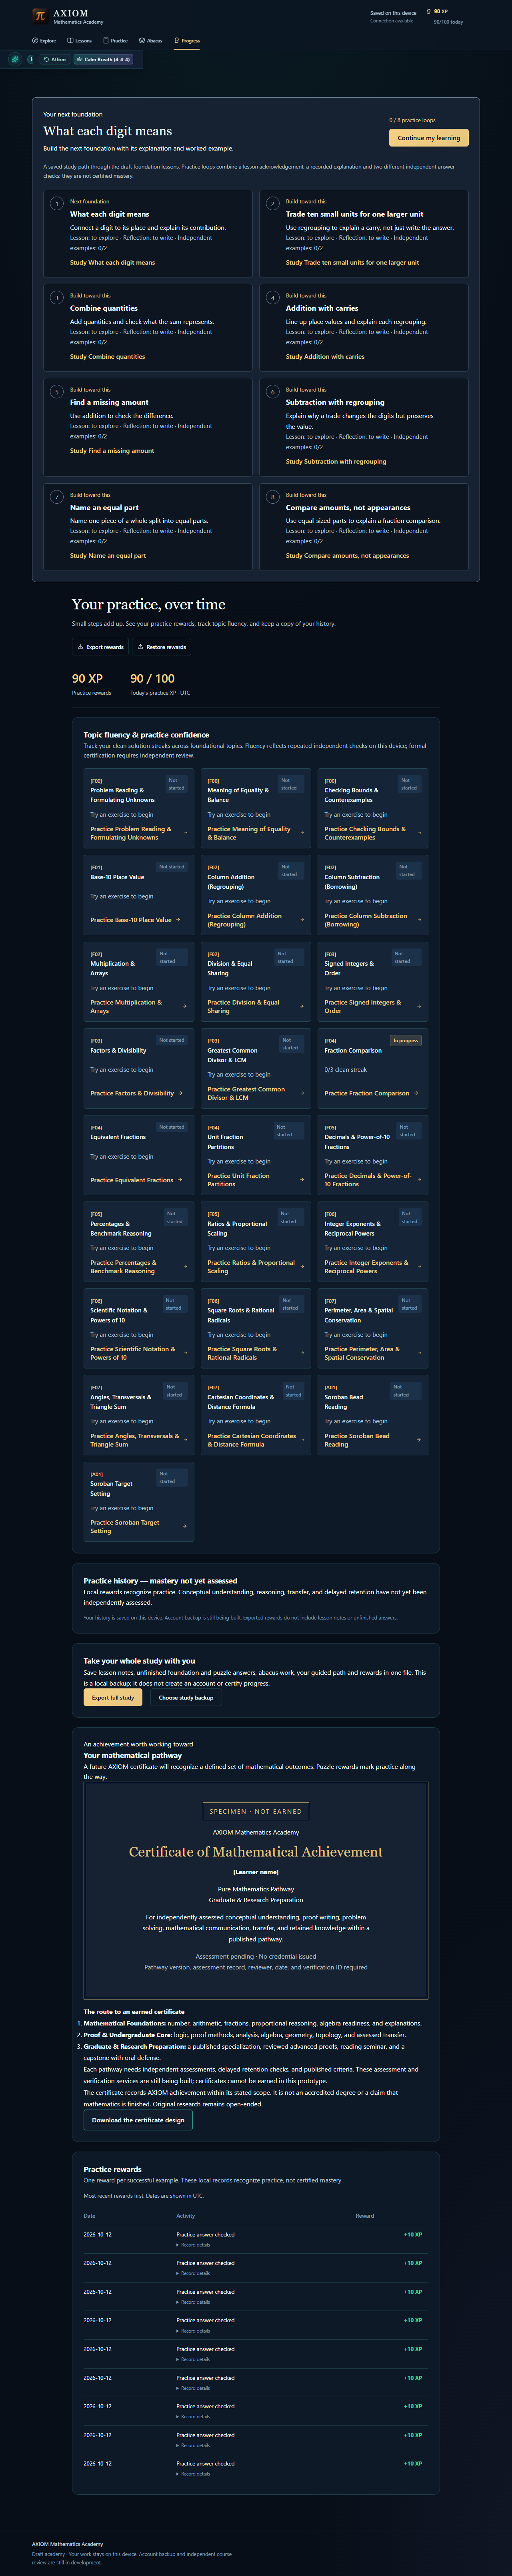 AXIOM
Mathematics Academy
Saved on this device
Connection available
90 XP
90/100 today
Explore
Lessons
Practice
Abacus
Progress
Affirm
Calm Breath (4-4-6)
Your next foundation
What each digit means
Build the next foundation with its explanation and worked example.
0 / 8 practice loops
Continue my learning
A saved study path through the draft foundation lessons. Practice loops combine a lesson acknowledgement, a recorded explanation and two different independent answer
checks; they are not certified mastery.
1
Next foundation
What each digit means
Connect a digit to its place and explain its contribution.
Lesson: to explore · Reflection: to write · Independent
examples: 0/2
Study What each digit means
2
Build toward this
Trade ten small units for one larger unit
Use regrouping to explain a carry, not just write the answer.
Lesson: to explore · Reflection: to write · Independent
examples: 0/2
Study Trade ten small units for one larger unit
3
Build toward this
Combine quantities
Add quantities and check what the sum represents.
Lesson: to explore · Reflection: to write · Independent
examples: 0/2
Study Combine quantities
4
Build toward this
Addition with carries
Line up place values and explain each regrouping.
Lesson: to explore · Reflection: to write · Independent
examples: 0/2
Study Addition with carries
5
Build toward this
Find a missing amount
Use addition to check the difference.
Lesson: to explore · Reflection: to write · Independent
examples: 0/2
Study Find a missing amount
6
Build toward this
Subtraction with regrouping
Explain why a trade changes the digits but preserves
the value.
Lesson: to explore · Reflection: to write · Independent
examples: 0/2
Study Subtraction with regrouping
7
Build toward this
Name an equal part
Name one piece of a whole split into equal parts.
Lesson: to explore · Reflection: to write · Independent
examples: 0/2
Study Name an equal part
8
Build toward this
Compare amounts, not appearances
Use equal-sized parts to explain a fraction comparison.
Lesson: to explore · Reflection: to write · Independent
examples: 0/2
Study Compare amounts, not appearances
Your practice, over time
Small steps add up. See your practice rewards, track topic fluency, and keep a copy of your history.
Export rewards
Restore rewards
90 XP
Practice rewards
90 / 100
Today's practice XP · UTC
Topic fluency & practice confidence
Track your clean solution streaks across foundational topics. Fluency reflects repeated independent checks on this device; formal
certification requires independent review.
[F00]
Problem Reading &
Formulating Unknowns
Not
started
Try an exercise to begin
Practice Problem Reading &
Formulating Unknowns →
[F00]
Meaning of Equality &
Balance
Not
started
Try an exercise to begin
Practice Meaning of Equality
& Balance →
[F00]
Checking Bounds &
Counterexamples
Not
started
Try an exercise to begin
Practice Checking Bounds &
Counterexamples →
[F01]
Base-10 Place Value
Not started
Try an exercise to begin
Practice Base-10 Place Value →
[F02]
Column Addition
(Regrouping)
Not
started
Try an exercise to begin
Practice Column Addition
(Regrouping) →
[F02]
Column Subtraction
(Borrowing)
Not
started
Try an exercise to begin
Practice Column Subtraction
(Borrowing) →
[F02]
Multiplication &
Arrays
Not
started
Try an exercise to begin
Practice Multiplication &
Arrays →
[F02]
Division & Equal
Sharing
Not
started
Try an exercise to begin
Practice Division & Equal
Sharing →
[F03]
Signed Integers &
Order
Not
started
Try an exercise to begin
Practice Signed Integers &
Order →
[F03]
Factors & Divisibility
Not started
Try an exercise to begin
Practice Factors & Divisibility →
[F03]
Greatest Common
Divisor & LCM
Not
started
Try an exercise to begin
Practice Greatest Common
Divisor & LCM →
[F04]
Fraction Comparison
In progress
0/3 clean streak
Practice Fraction Comparison →
[F04]
Equivalent Fractions
Not started
Try an exercise to begin
Practice Equivalent Fractions →
[F04]
Unit Fraction
Partitions
Not
started
Try an exercise to begin
Practice Unit Fraction
Partitions →
[F05]
Decimals & Power-of-10
Fractions
Not
started
Try an exercise to begin
Practice Decimals & Power-of-
10 Fractions →
[F05]
Percentages &
Benchmark Reasoning
Not
started
Try an exercise to begin
Practice Percentages &
Benchmark Reasoning →
[F05]
Ratios & Proportional
Scaling
Not
started
Try an exercise to begin
Practice Ratios & Proportional
Scaling →
[F06]
Integer Exponents &
Reciprocal Powers
Not
started
Try an exercise to begin
Practice Integer Exponents &
Reciprocal Powers →
[F06]
Scientific Notation &
Powers of 10
Not
started
Try an exercise to begin
Practice Scientific Notation &
Powers of 10 →
[F06]
Square Roots & Rational
Radicals
Not
started
Try an exercise to begin
Practice Square Roots &
Rational Radicals →
[F07]
Perimeter, Area & Spatial
Conservation
Not
started
Try an exercise to begin
Practice Perimeter, Area &
Spatial Conservation →
[F07]
Angles, Transversals &
Triangle Sum
Not
started
Try an exercise to begin
Practice Angles, Transversals &
Triangle Sum →
[F07]
Cartesian Coordinates &
Distance Formula
Not
started
Try an exercise to begin
Practice Cartesian Coordinates
& Distance Formula →
[A01]
Soroban Bead
Reading
Not
started
Try an exercise to begin
Practice Soroban Bead
Reading →
[A01]
Soroban Target
Setting
Not
started
Try an exercise to begin
Practice Soroban Target
Setting →
Practice history — mastery not yet assessed
Local rewards recognize practice. Conceptual understanding, reasoning, transfer, and delayed retention have not yet been
independently assessed.
Your history is saved on this device. Account backup is still being built. Exported rewards do not include lesson notes or unfinished answers.
Take your whole study with you
Save lesson notes, unfinished foundation and puzzle answers, abacus work, your guided path and rewards in one file. This
is a local backup; it does not create an account or certify progress.
Export full study
Choose study backup
An achievement worth working toward
Your mathematical pathway
A future AXIOM certificate will recognize a defined set of mathematical outcomes. Puzzle rewards mark practice along
the way.
SPECIMEN · NOT EARNED
AXIOM Mathematics Academy
Certificate of Mathematical Achievement
[Learner name]
Pure Mathematics Pathway
Graduate & Research Preparation
For independently assessed conceptual understanding, proof writing, problem
solving, mathematical communication, transfer, and retained knowledge within a
published pathway.
Assessment pending · No credential issued
Pathway version, assessment record, reviewer, date, and verification ID required
The route to an earned certificate
1. Mathematical Foundations: number, arithmetic, fractions, proportional reasoning, algebra readiness, and explanations.
2. Proof & Undergraduate Core: logic, proof methods, analysis, algebra, geometry, topology, and assessed transfer.
3. Graduate & Research Preparation: a published specialization, reviewed advanced proofs, reading seminar, and a
capstone with oral defense.
Each pathway needs independent assessments, delayed retention checks, and published criteria. These assessment and
verification services are still being built; certificates cannot be earned in this prototype.
The certificate records AXIOM achievement within its stated scope. It is not an accredited degree or a claim that
mathematics is finished. Original research remains open-ended.
Download the certificate design
Practice rewards
One reward per successful example. These local records recognize practice, not certified mastery.
Most recent rewards first. Dates are shown in UTC.
Date Activity Reward
2026-10-12 Practice answer checked +10 XP
Record details
2026-10-12 Practice answer checked +10 XP
Record details
2026-10-12 Practice answer checked +10 XP
Record details
2026-10-12 Practice answer checked +10 XP
Record details
2026-10-12 Practice answer checked +10 XP
Record details
2026-10-12 Practice answer checked +10 XP
Record details
2026-10-12 Practice answer checked +10 XP
Record details
2026-10-12 Practice answer checked +10 XP
Record details
2026-10-12 Practice answer checked +10 XP
Record details
AXIOM Mathematics Academy
Draft academy · Your work stays on this device. Account backup and independent course
review are still in development.